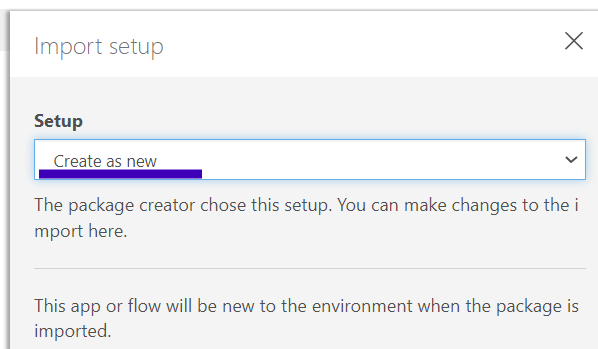 Import setup
Setup
Create as new
The package creator chose this setup. You can make changes to the i
mport here.
This app or flow will be new to the environment when the package is
imported.